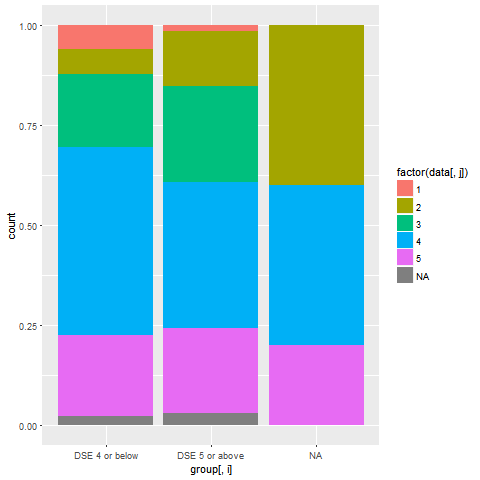 1.00
0.75
0.50
0.25
0.00
count
DSE 4 or below
DSE 5 or above
NA
group[, i]
factor(data[, j])
1
2
3
4
5
NA